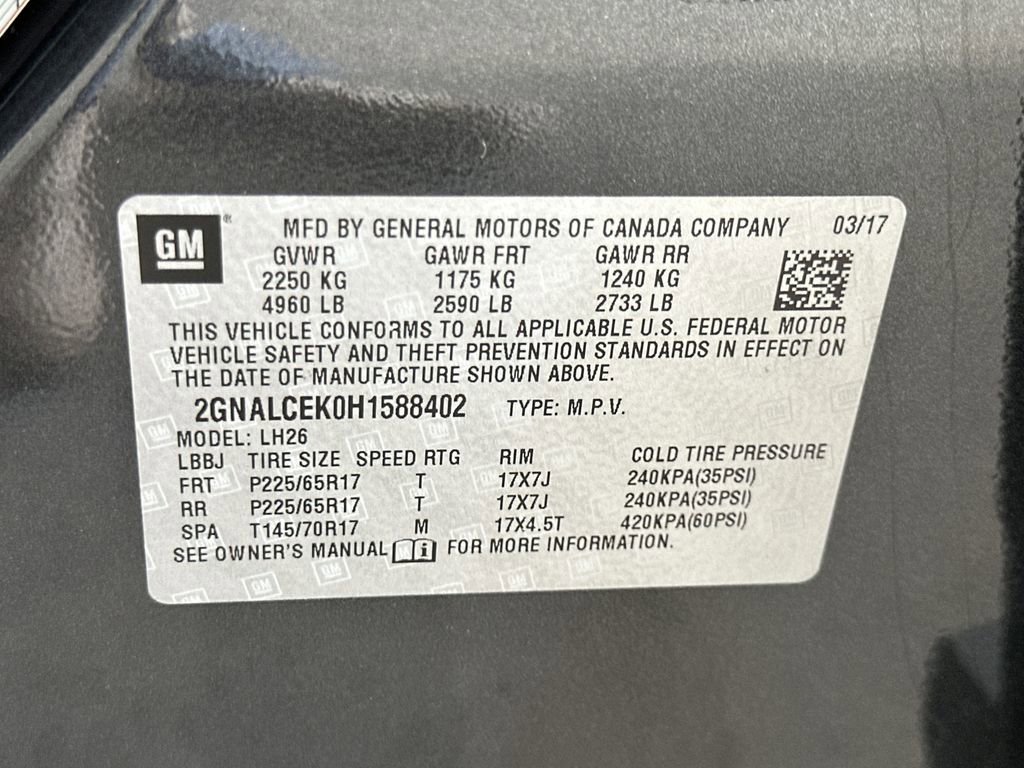 GM ® MFD BY GENERAL MOTORS OF CANADA COMPANY 03/17
GVWR GAWR FRT GAWR RR
2250 KG 1175 KG 1240 KG
4960 LB 2590 LB 2733 LB
THIS VEHICLE CONFORMS TO ALL APPLICABLE U.S. FEDERAL MOTOR
VEHICLE SAFETY AND THEFT PREVENTION STANDARDS IN EFFECT ON
THE DATE OF MANUFACTURE SHOWN ABOVE.
2GNALCEK0H1588402 TYPE: M.P.V.
MODEL: LH26
LBBJ TIRE SIZE SPEED RTG RIM COLD TIRE PRESSURE
FRT P225/65R17 T 17X7J 240KPA(35PSI)
RR P225/65R17 T 17X7J 240KPA(35PSI)
SPA T145/70R17 M 17X4.5T 420KPA(60PSI)
SEE OWNER'S MANUAL i FOR MORE INFORMATION.